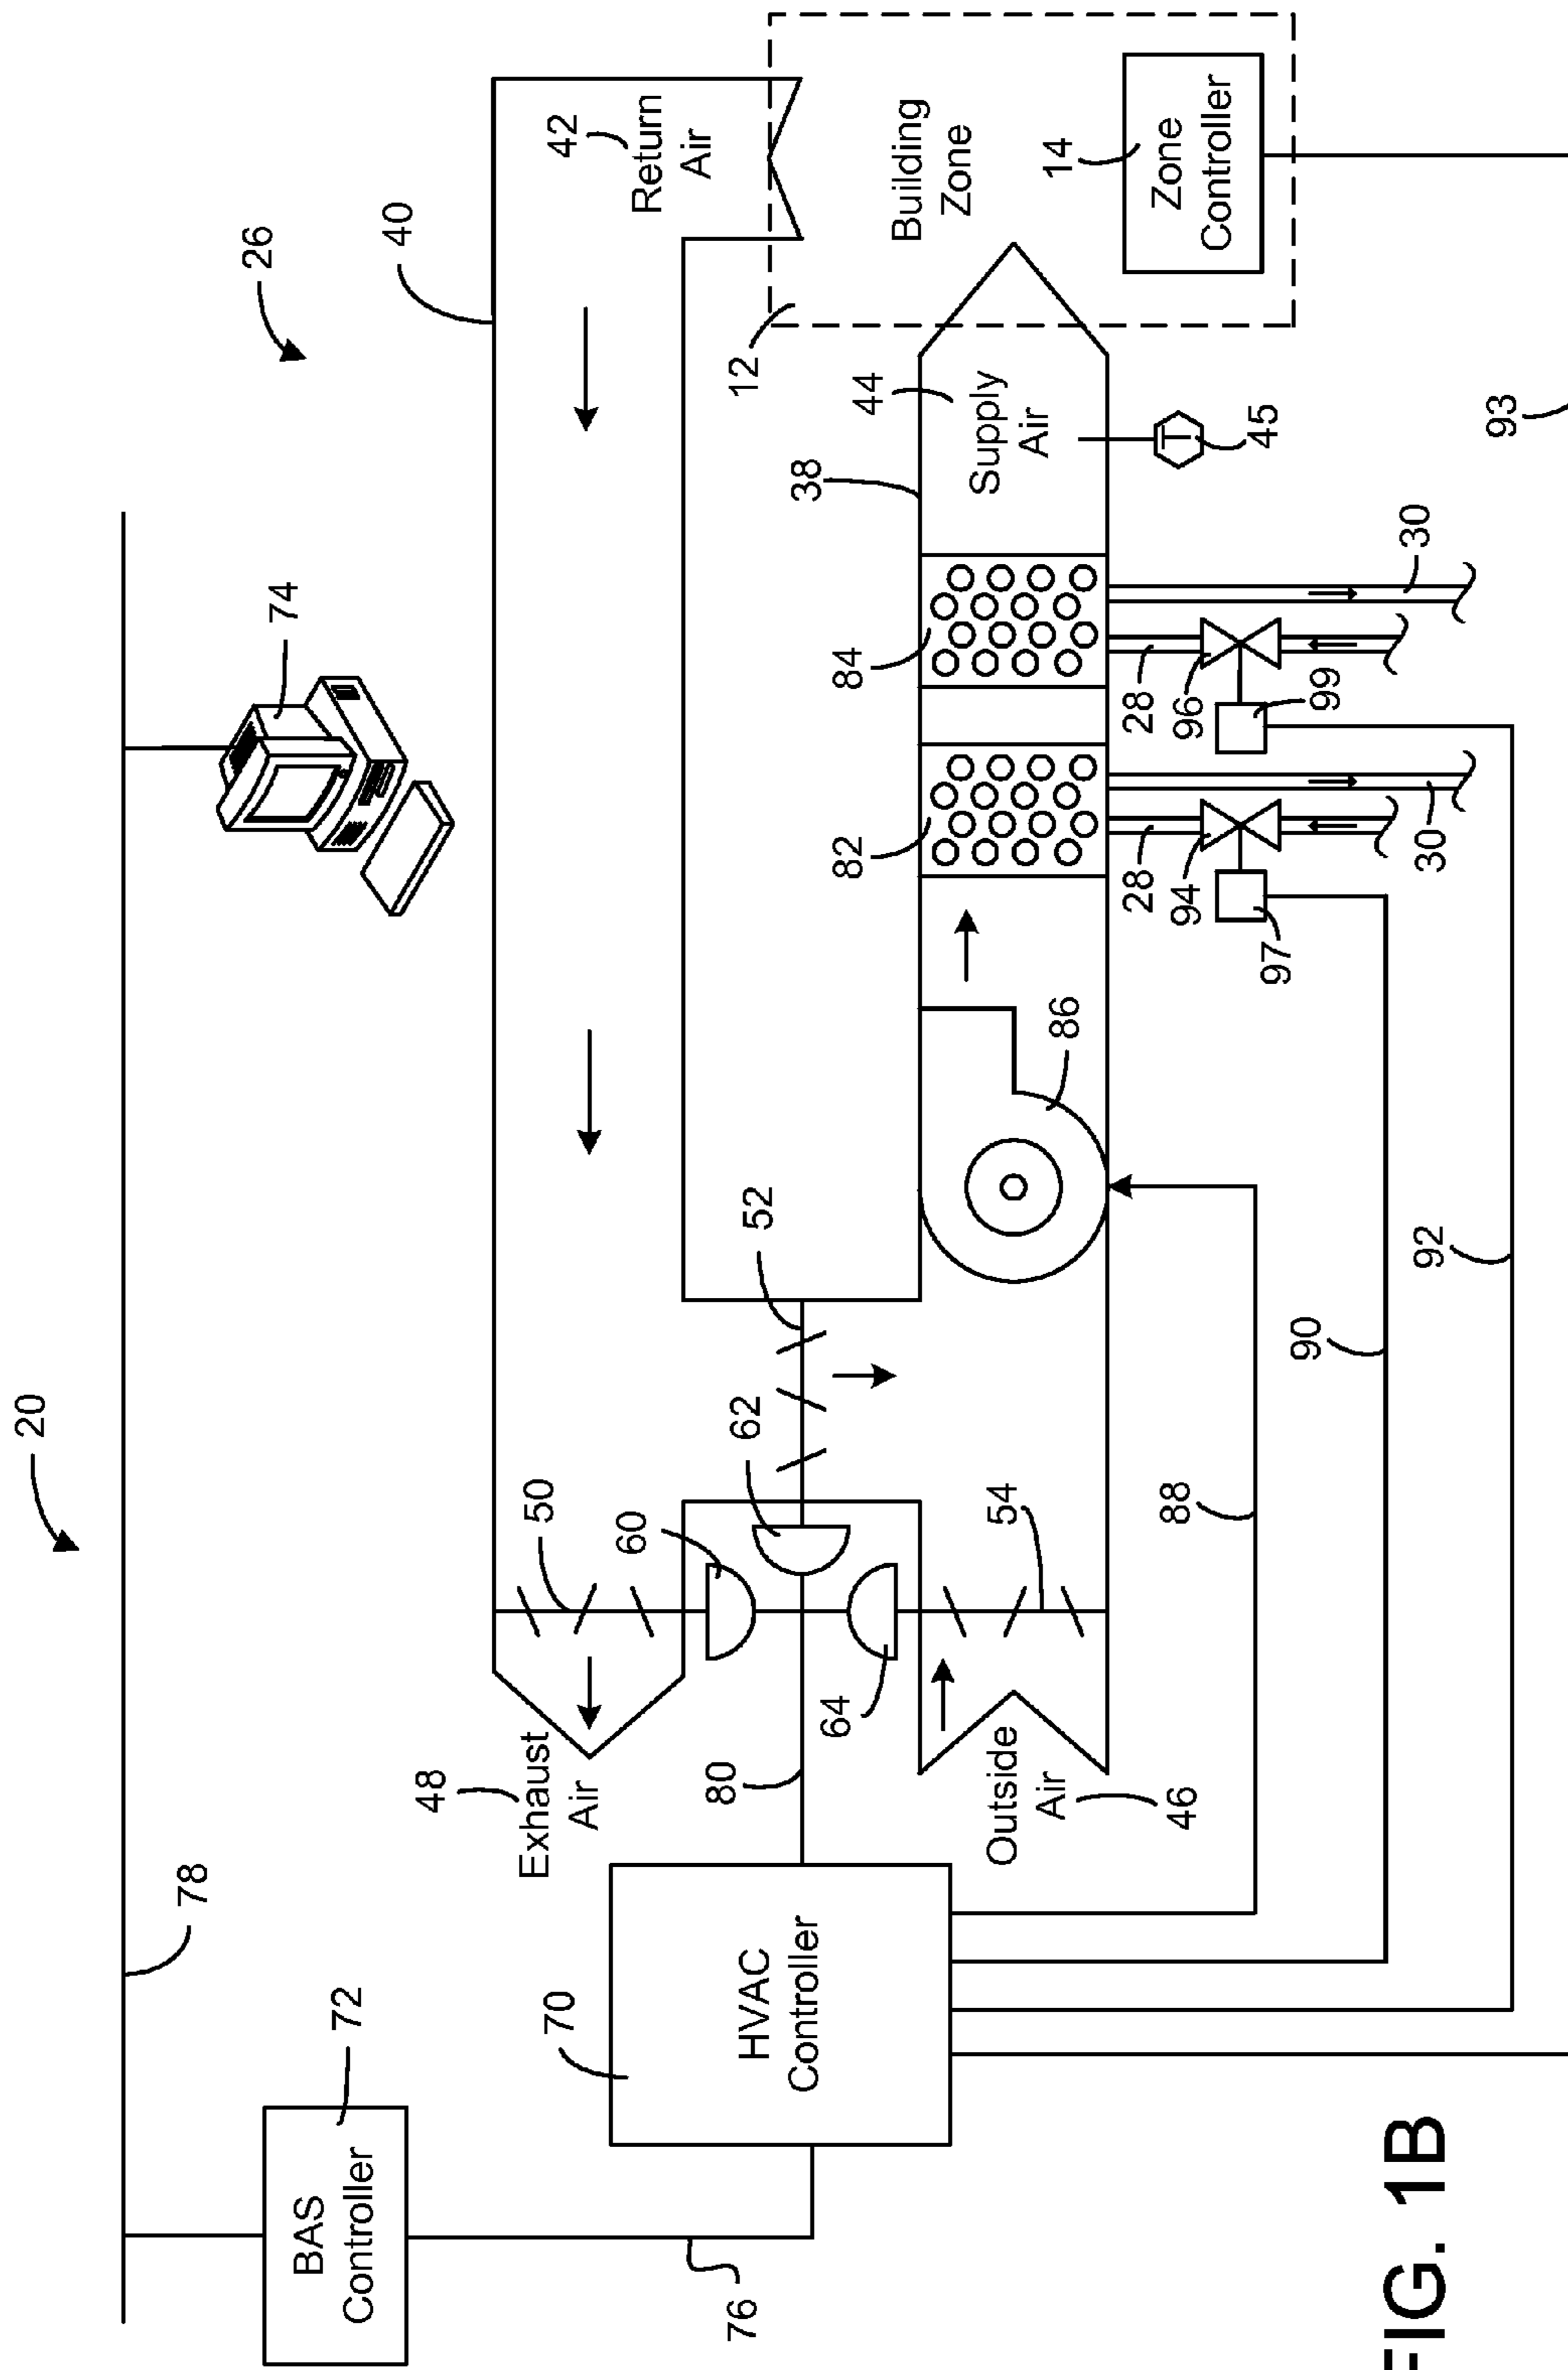 20
26
78
74
40
BAS
Controller
72
76
70
HVAC
Controller
48
Exhaust
Air
50
60
62
52
42
Return
Air
12
Building
Zone
14
Zone
Controller
80
64
54
Outside
Air
46
86
82
84
38
44
Supply
Air
T
45
28
94
97
30
28
96
99
30
88
90
92
93
FIG. 1B